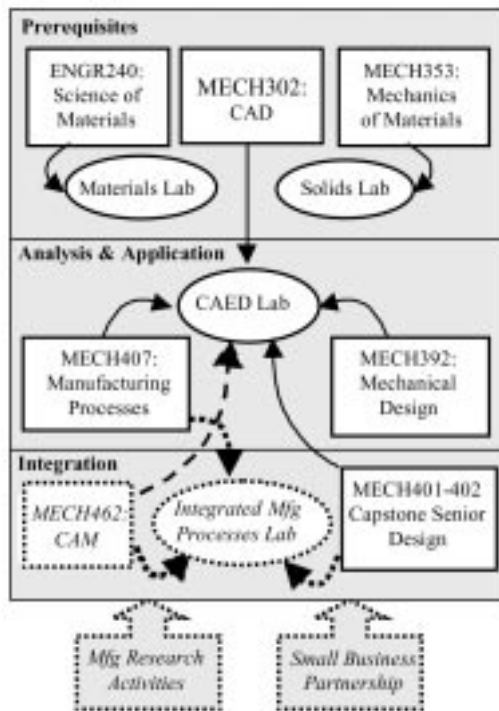 Prerequisites
ENGR240:
Science of
Materials
MECH302:
CAD
MECH353:
Mechanics
of Materials
Materials Lab
Solids Lab
Analysis & Application
CAED Lab
MECH407:
Manufacturing
Processes
MECH392:
Mechanical
Design
Integration
MECH462:
CAM
Integrated Mfg
Processes Lab
MECH401-402
Capstone Senior
Design
Mfg Research
Activities
Small Business
Partnership